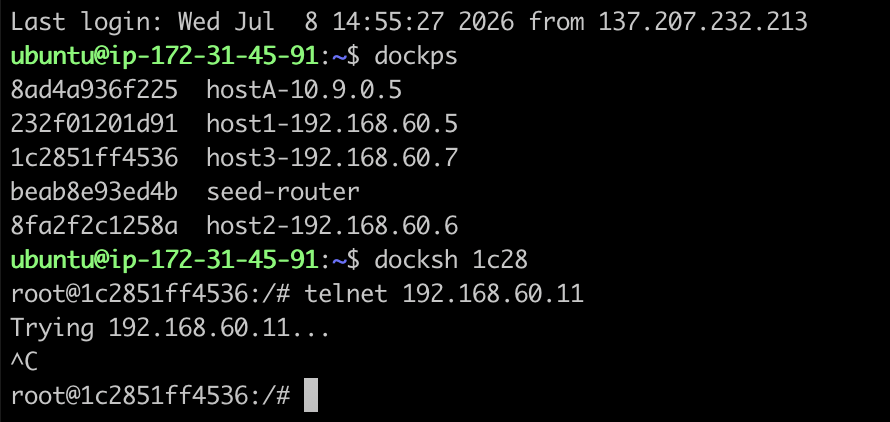 Last login: Wed Jul  8 14:55:27 2026 from 137.207.232.213
ubuntu@ip-172-31-45-91:~$ dockps
8ad4a936f225  hostA-10.9.0.5
232f01201d91  host1-192.168.60.5
1c2851ff4536  host3-192.168.60.7
beab8e93ed4b  seed-router
8fa2f2c1258a  host2-192.168.60.6
ubuntu@ip-172-31-45-91:~$ docksh 1c28
root@1c2851ff4536:/# telnet 192.168.60.11
Trying 192.168.60.11...
^C
root@1c2851ff4536:/#